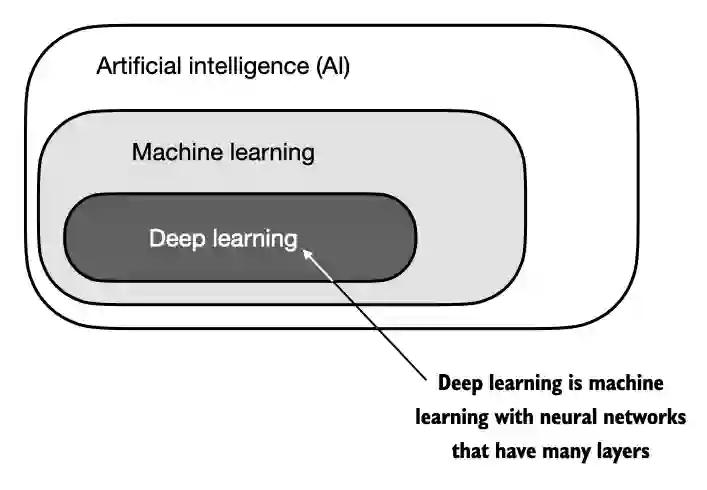 Artificial intelligence (AI)
Machine learning
Deep learning
Deep learning is machine
learning with neural networks
that have many layers